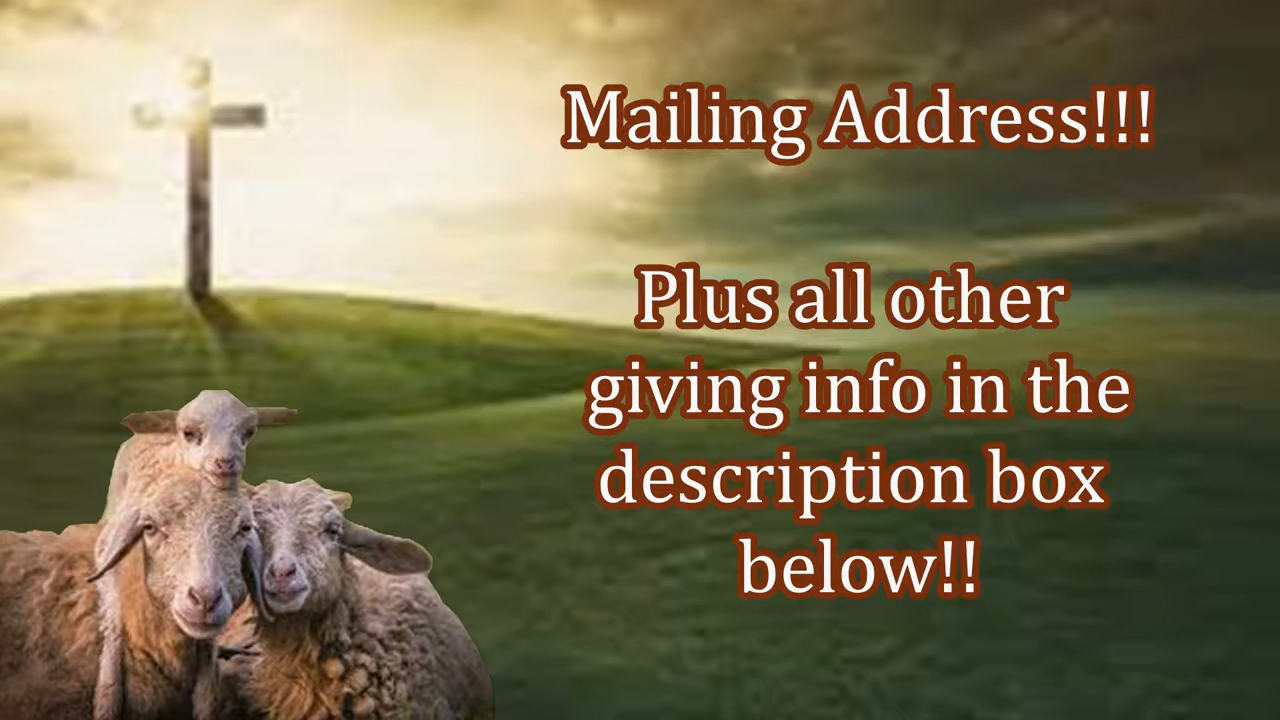 Mailing Address!!!
Plus all other
giving info in the
description box
below!!